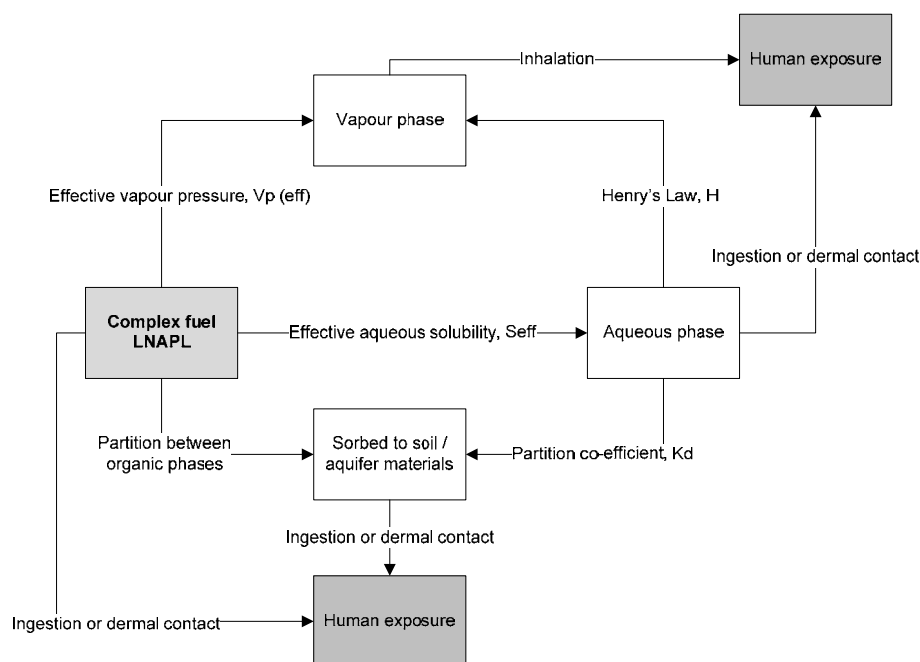 Inhalation
Human exposure
Vapour phase
Effective vapour pressure, Vp (eff)
Henry's Law, H
Ingestion or dermal contact
Complex fuel
LNAPL
Effective aqueous solubility, Seff
Aqueous phase
Partition between
organic phases
Sorbed to soil /
aquifer materials
Partition co-efficient, Kd
Ingestion or dermal contact
Ingestion or dermal contact
Human exposure